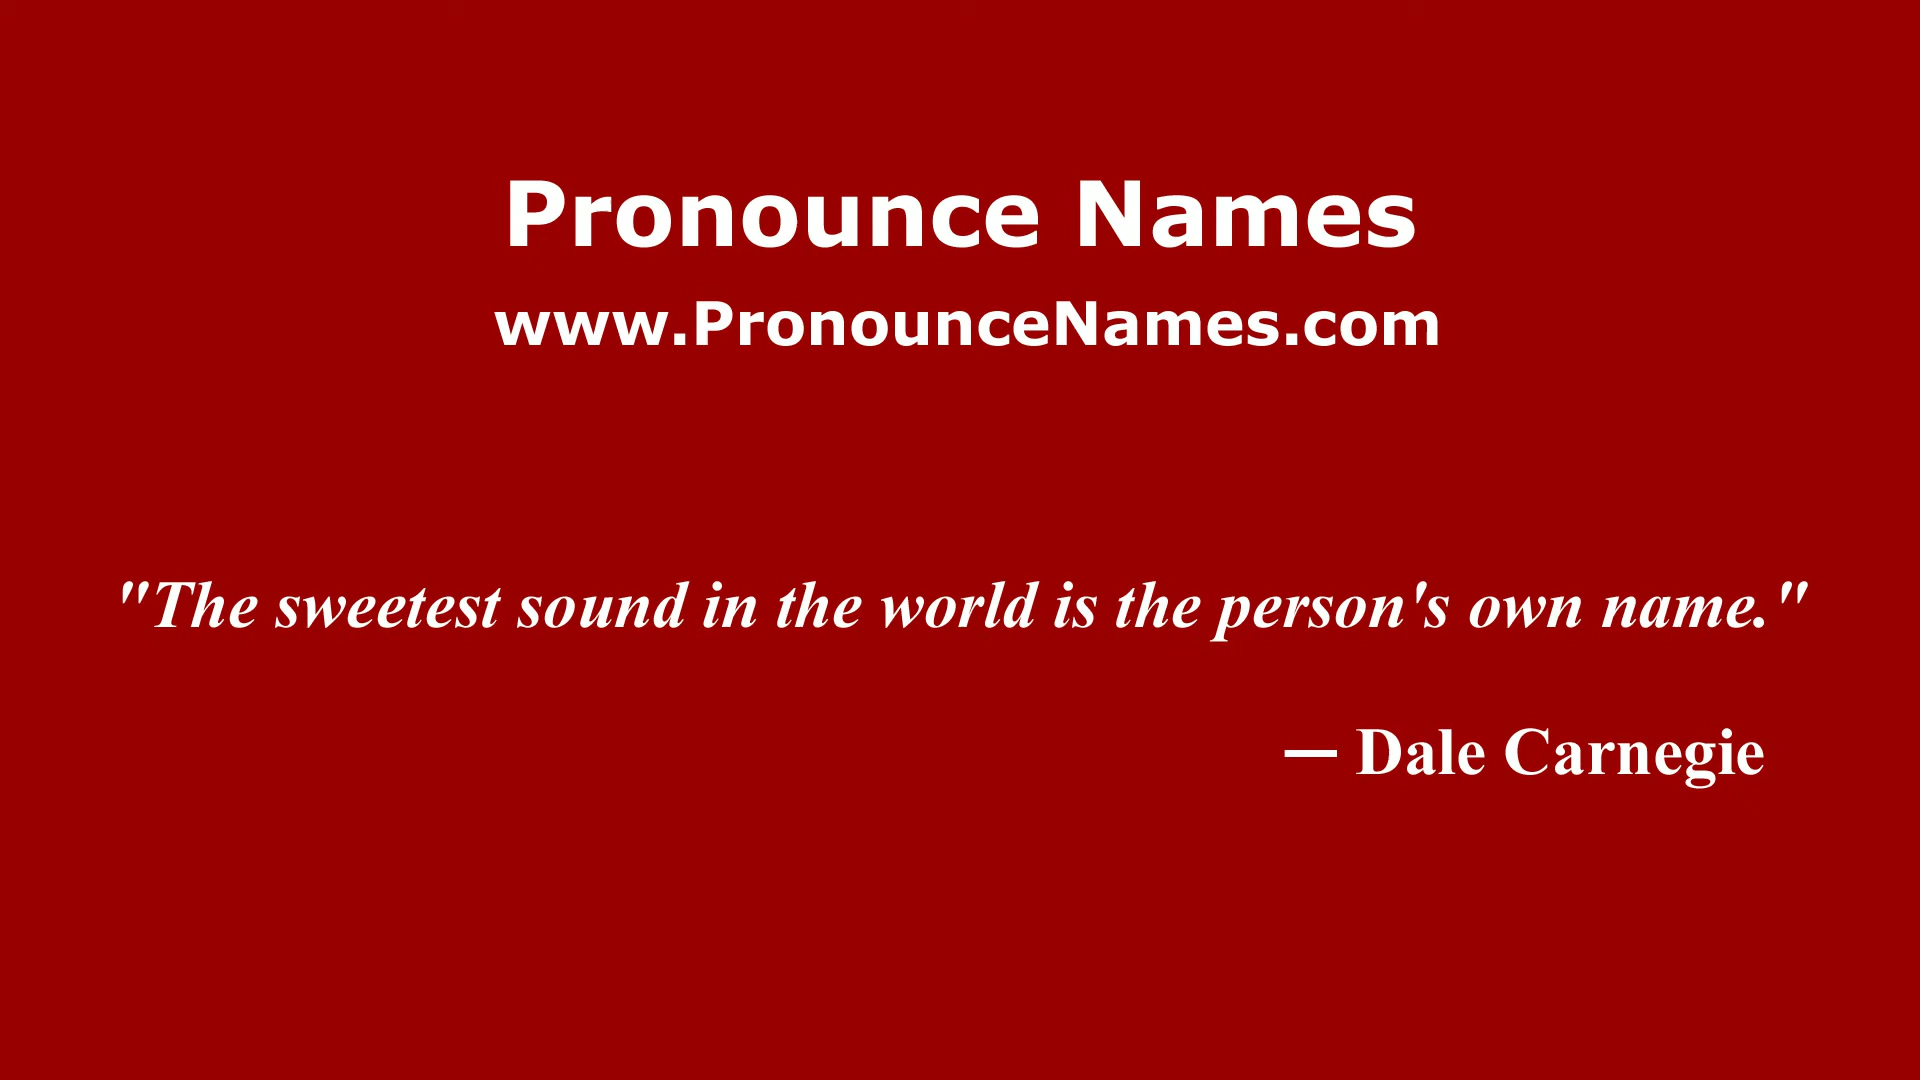 Pronounce Names
www.PronounceNames.com
"The sweetest sound in the world is the person's own name."
— Dale Carnegie